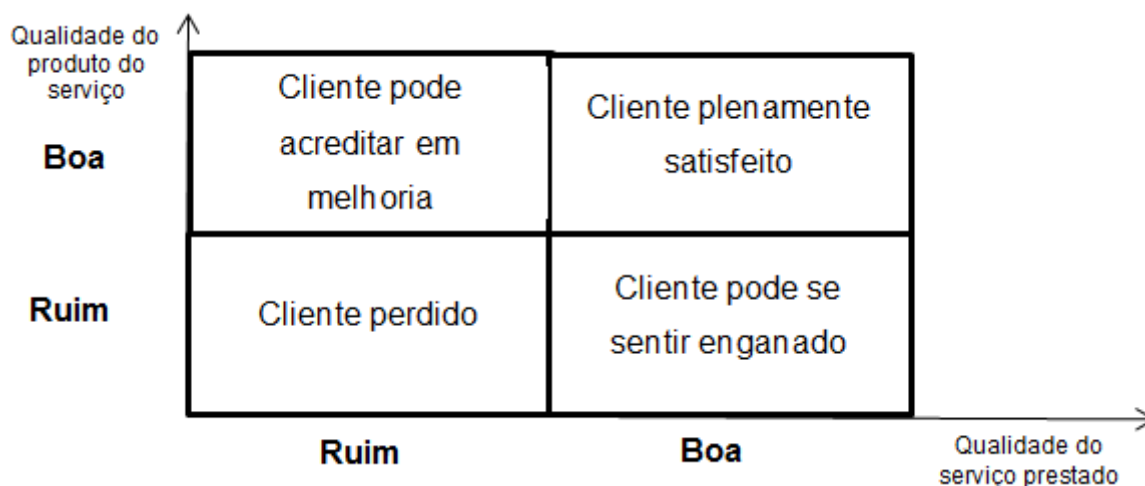 Qualidade do
produto do
serviço
Boa
Cliente pode
acreditar em
melhoria
Cliente plenamente
satisfeito
Ruim
Cliente perdido
Cliente pode se
sentir enganado
Ruim
Boa
Qualidade do
serviço prestado